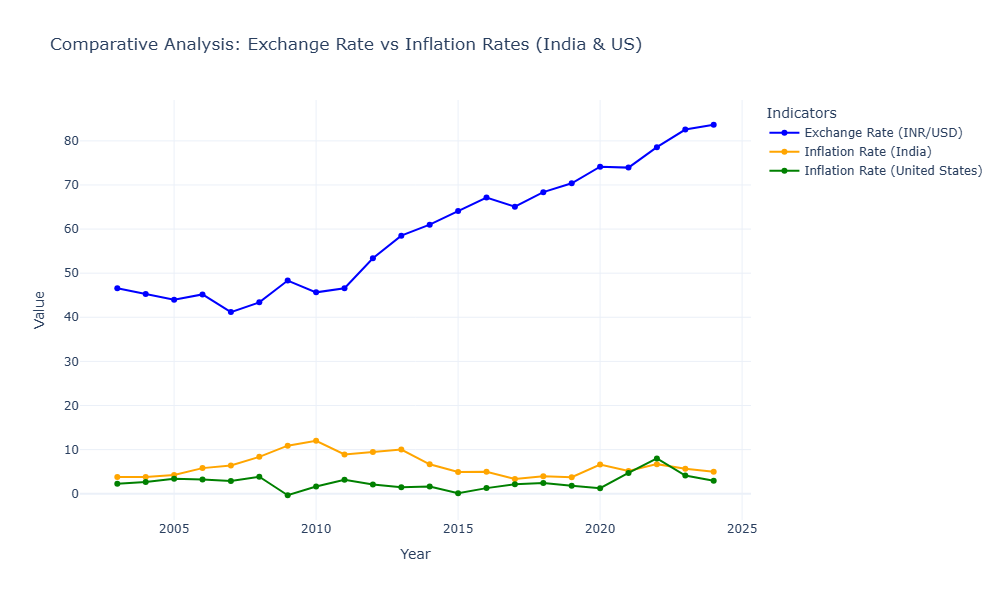 Comparative Analysis: Exchange Rate vs Inflation Rates (India & US)
Indicators
Exchange Rate (INR/USD)
Inflation Rate (India)
Inflation Rate (United States)
Value
80
70
60
50
40
30
20
10
0
2005
2010
2015
2020
2025
Year